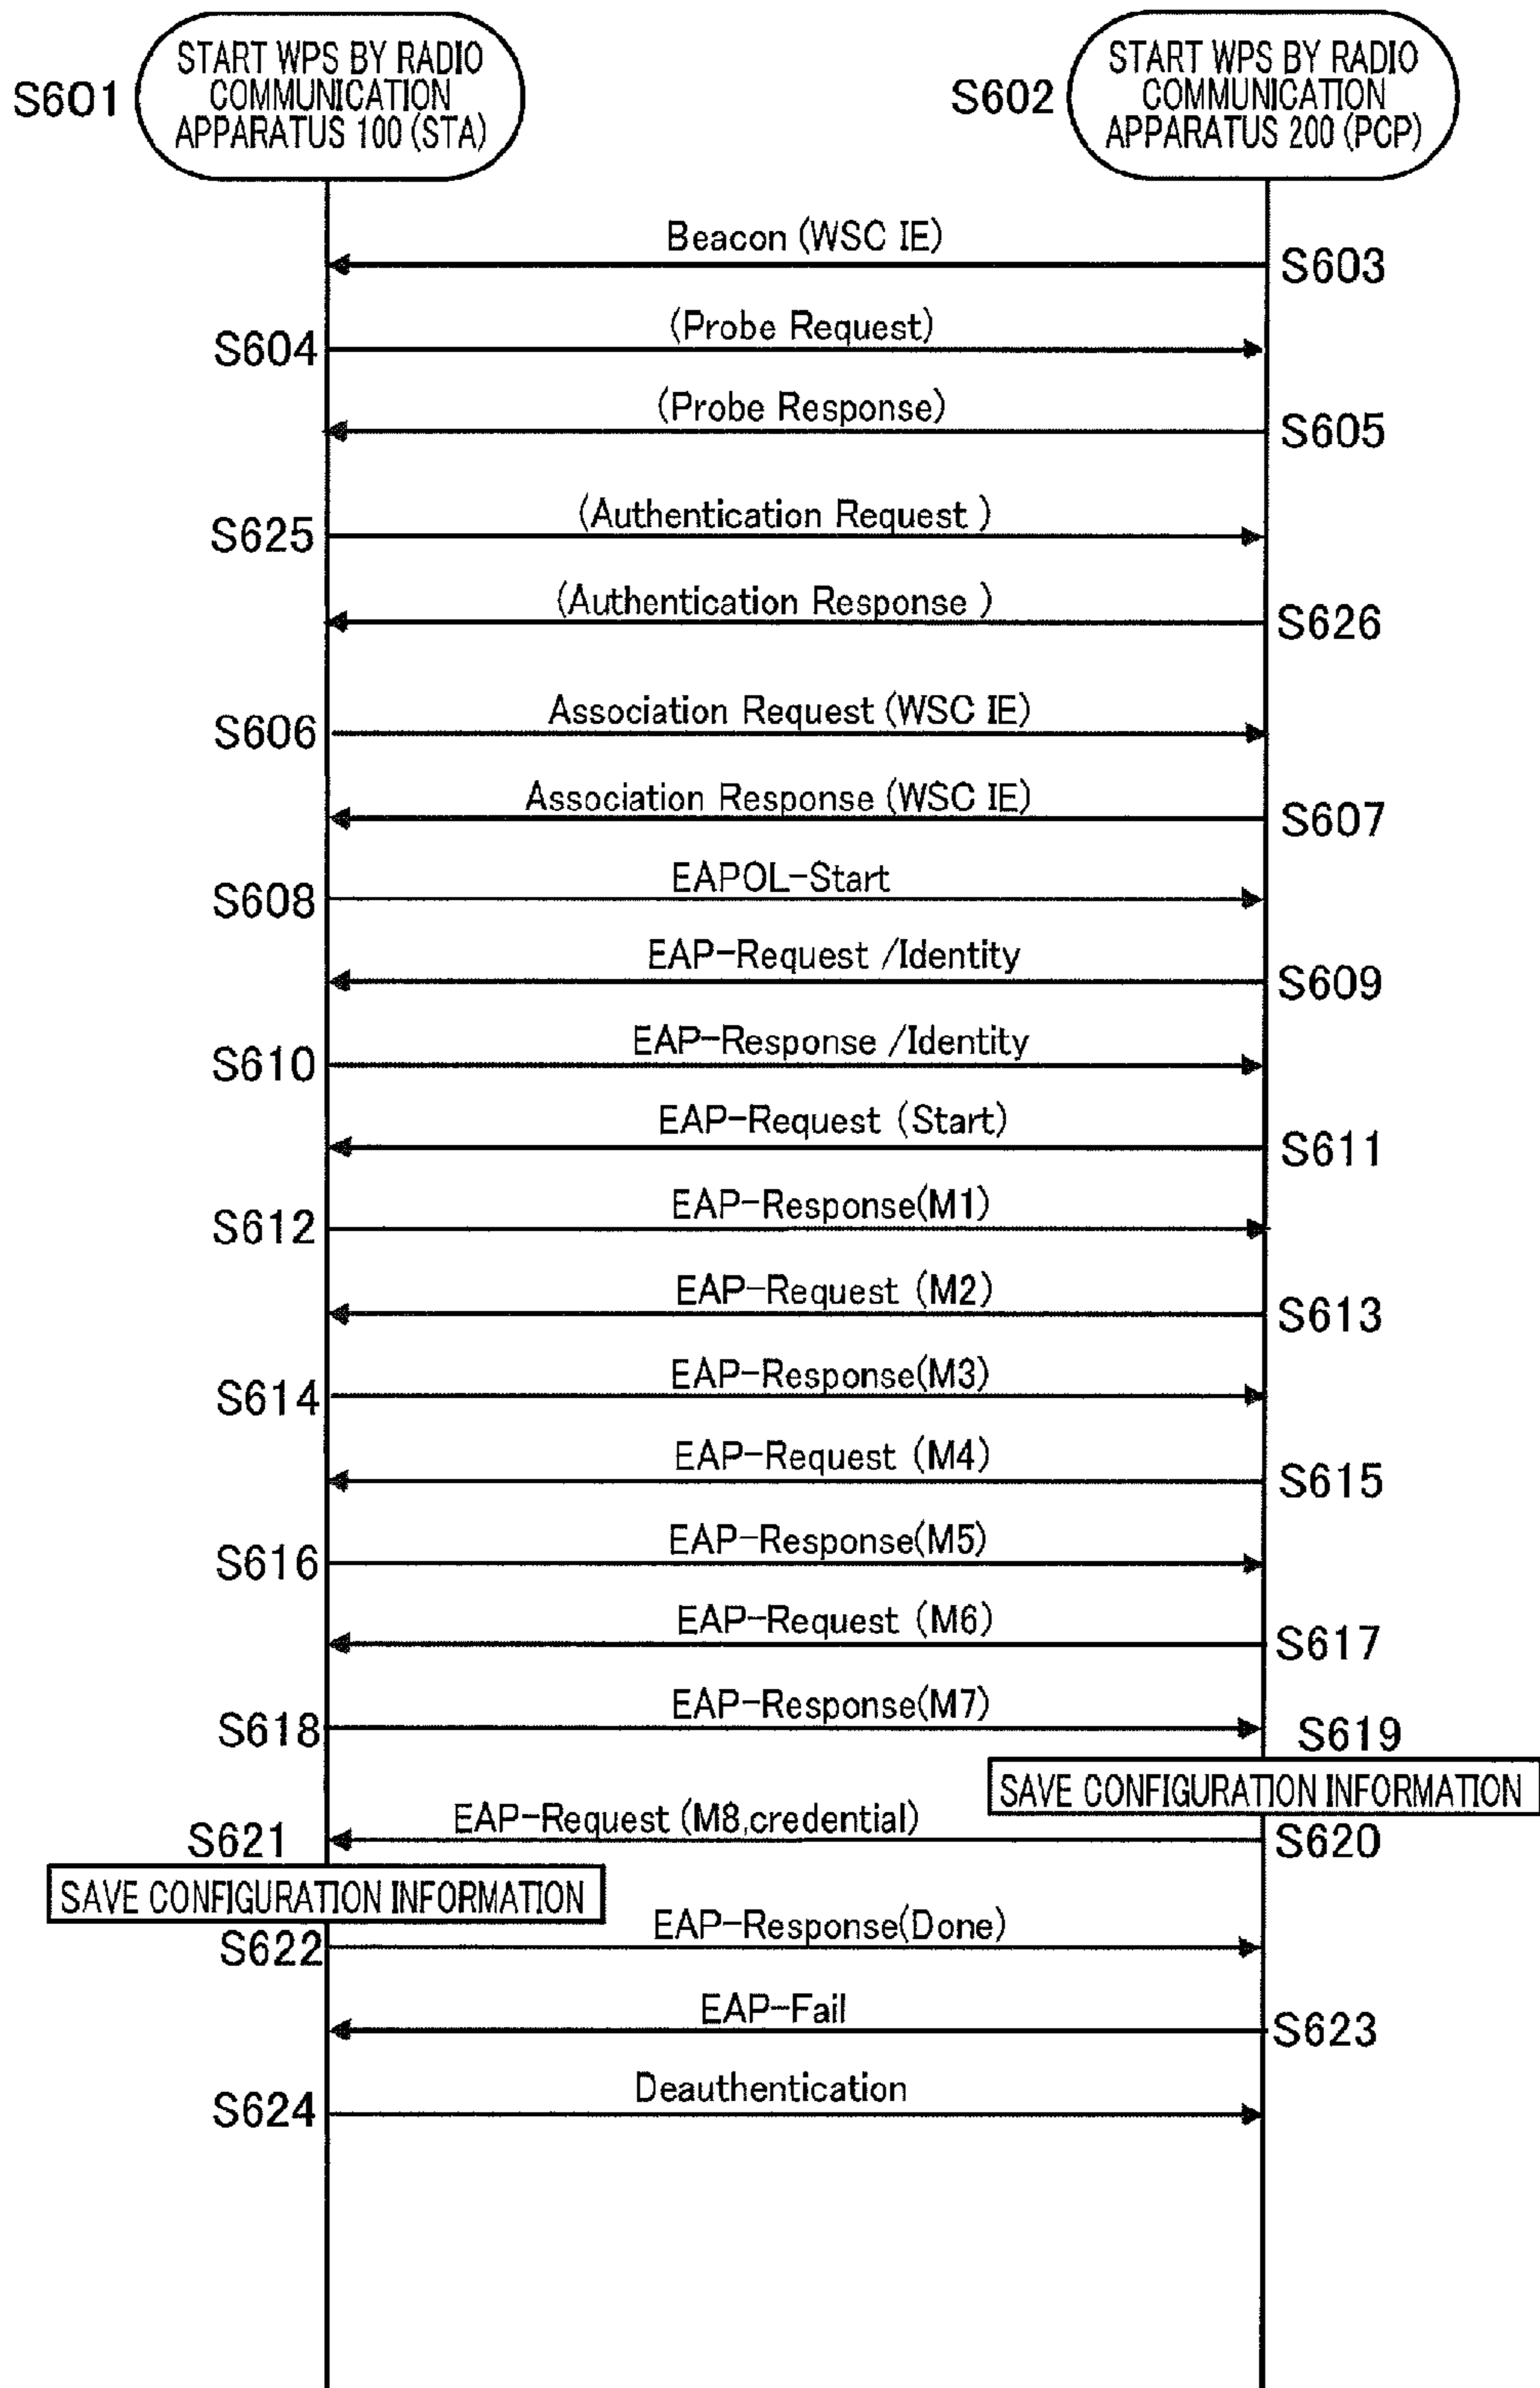 S601
START WPS BY RADIO
COMMUNICATION
APPARATUS 100 (STA)
S602
START WPS BY RADIO
COMMUNICATION
APPARATUS 200 (PCP)
Beacon (WSC IE)
S603
(Probe Request)
S604
(Probe Response)
S605
(Authentication Request )
S625
(Authentication Response )
S626
Association Request (WSC IE)
S606
Association Response (WSC IE)
S607
EAPOL-Start
S608
EAP-Request /Identity
S609
EAP-Response /Identity
S610
EAP-Request (Start)
S611
EAP-Response(M1)
S612
EAP-Request (M2)
S613
EAP-Response(M3)
S614
EAP-Request (M4)
S615
EAP-Response(M5)
S616
EAP-Request (M6)
S617
EAP-Response(M7)
S618
S619
SAVE CONFIGURATION INFORMATION
EAP-Request (M8,credential)
S621
S620
SAVE CONFIGURATION INFORMATION
EAP-Response(Done)
S622
EAP-Fail
S623
Deauthentication
S624